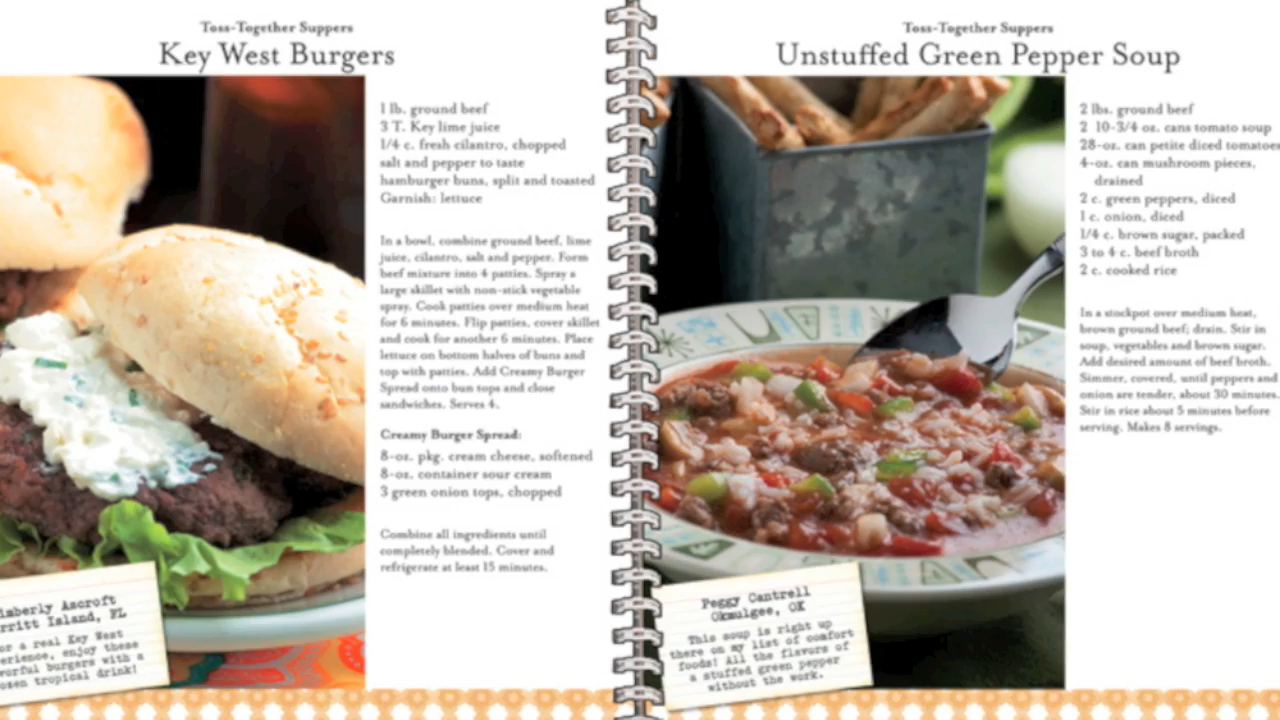 Toss-Together Suppers
Key West Burgers
1 lb. ground beef
3 T. Key lime juice
1/4 c. fresh cilantro, chopped
salt and pepper to taste
hamburger buns, split and toasted
Garnish: lettuce
In a bowl, combine ground beef, lime
juice, cilantro, salt and pepper. Form
beef mixture into 4 patties. Spray a
large skillet with non-stick vegetable
spray. Cook patties over medium heat
for 6 minutes. Flip patties, cover skillet
and cook for another 6 minutes. Place
lettuce on bottom halves of buns and
top with patties. Add Creamy Burger
Spread onto bun tops and close
sandwiches. Serves 4.
Creamy Burger Spread:
8-oz. pkg. cream cheese, softened
8-oz. container sour cream
3 green onion tops, chopped
Combine all ingredients until
completely blended. Cover and
refrigerate at least 15 minutes.
imberly Ascroft
rritt Island, FL
or a real Key West
erience, enjoy these
vorful burgers with a
ozen tropical drink!
Toss-Together Suppers
Unstuffed Green Pepper Soup
2 lbs. ground beef
2 10-3/4 oz. cans tomato soup
28-oz. can petite diced tomatoes
4-oz. can mushroom pieces,
drained
2 c. green peppers, diced
1 c. onion, diced
1/4 c. brown sugar, packed
3 to 4 c. beef broth
2 c. cooked rice
In a stockpot over medium heat,
brown ground beef; drain. Stir in
soup, vegetables and brown sugar.
Add desired amount of beef broth.
Simmer, covered, until peppers and
onion are tender, about 30 minutes.
Stir in rice about 5 minutes before
serving. Makes 8 servings.
Peggy Cantrell
Okmulgee, OK
This soup is right up
there on my list of comfort
foods! All the flavors of
a stuffed green pepper
without the work.